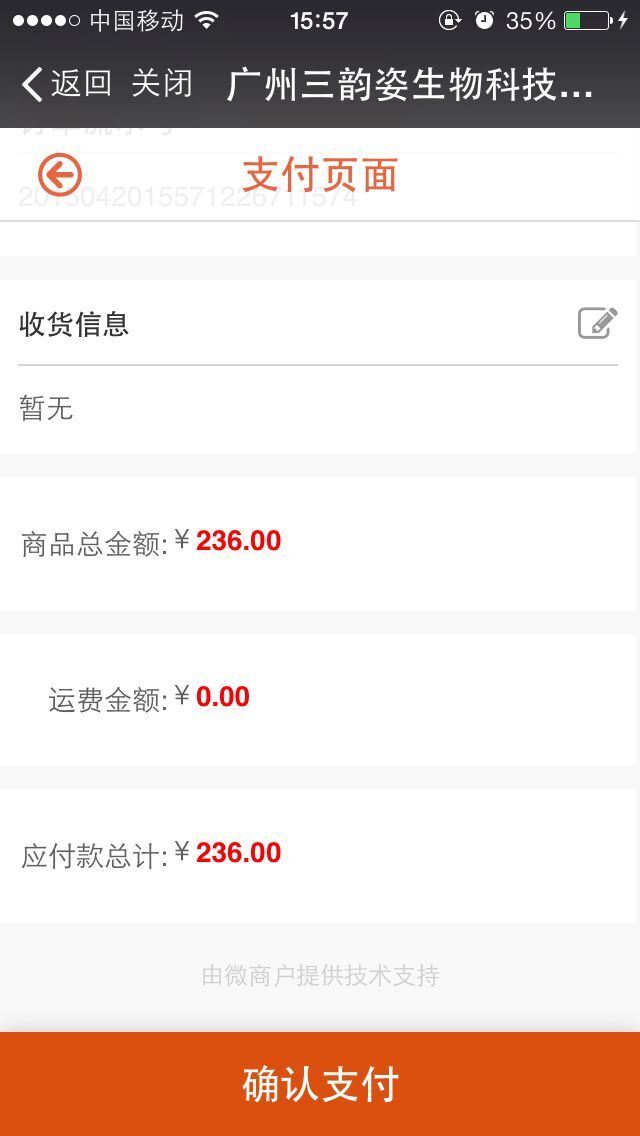 中国移动 15:57 35%
返回 关闭 广州三韵姿生物科技...
支付页面
收货信息
暂无
商品总金额:￥236.00
运费金额:￥0.00
应付款总计:￥236.00
由微商户提供技术支持
确认支付